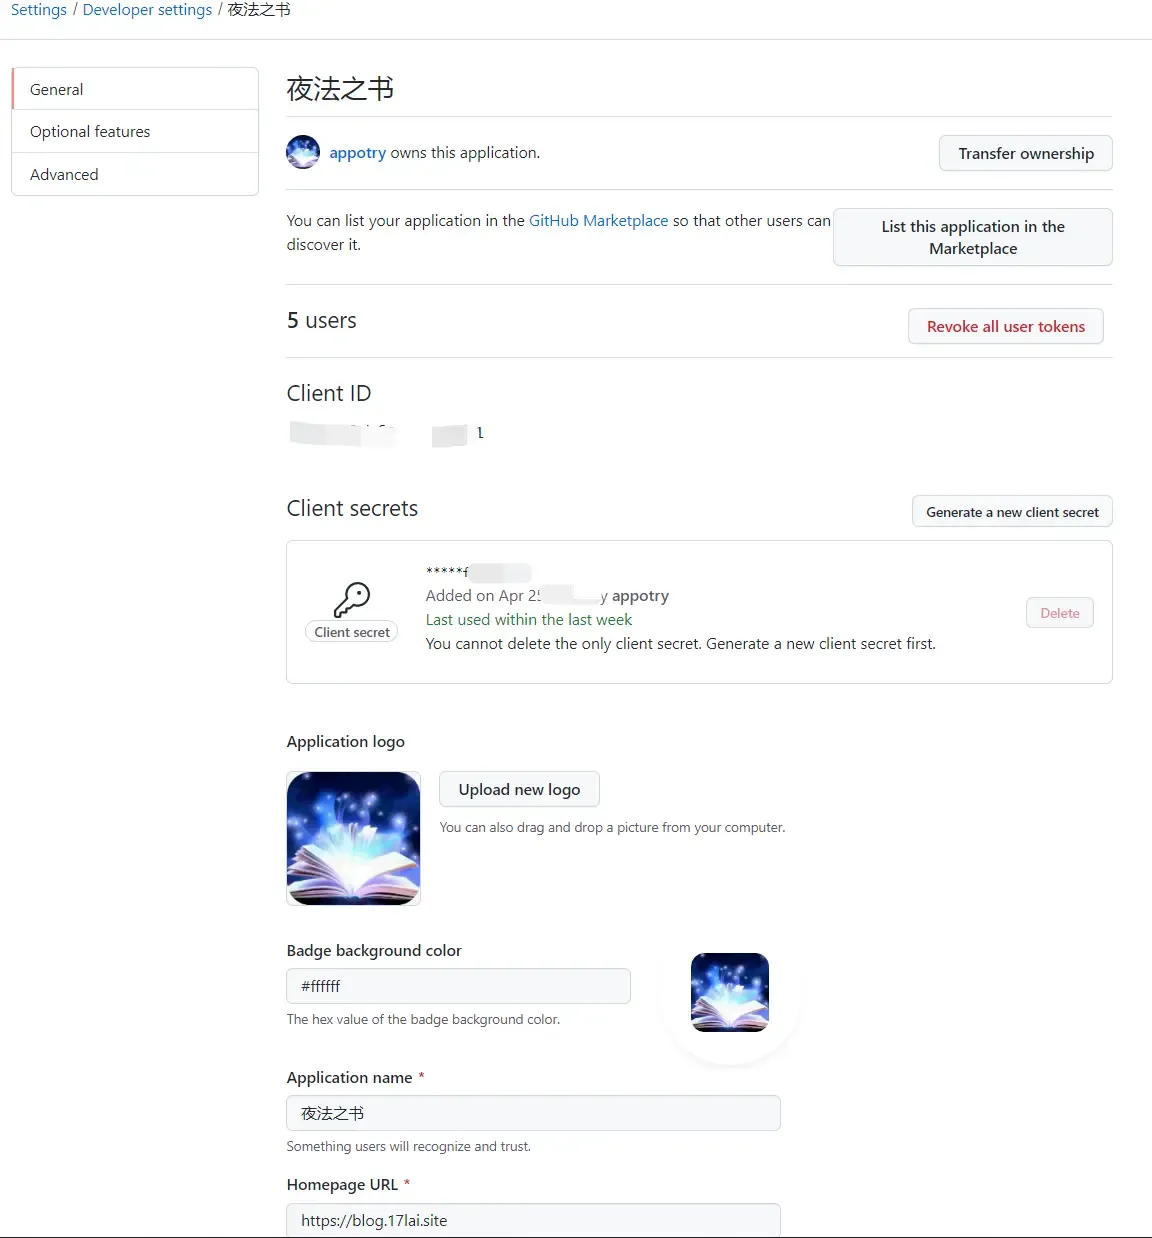 Settings / Developer settings / 夜法之书
General
Optional features
Advanced
夜法之书
appotry owns this application.
Transfer ownership
You can list your application in the GitHub Marketplace so that other users can
discover it.
List this application in the
Marketplace
5 users
Revoke all user tokens
Client ID
Client secrets
Generate a new client secret
*****f
Added on Apr 25 appotry
Last used within the last week
You cannot delete the only client secret. Generate a new client secret first.
Client secret
Delete
Application logo
Upload new logo
You can also drag and drop a picture from your computer.
Badge background color
#ffffff
The hex value of the badge background color.
Application name *
夜法之书
Something users will recognize and trust.
Homepage URL *
https://blog.17lai.site